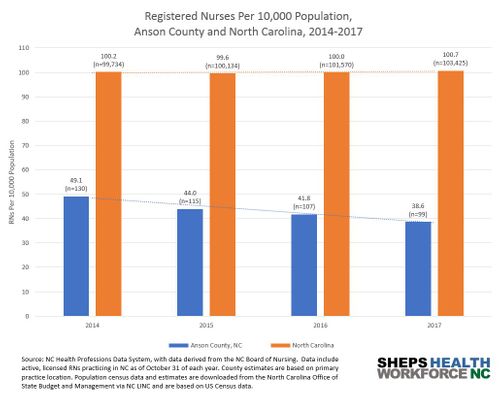 Registered Nurses Per 10,000 Population,
Anson County and North Carolina, 2014-2017
110
100
90
80
70
60
50
40
30
20
10
0
RNs Per 10,000 Population
100.2
(n=99,734)
99.6
(n=100,134)
100.0
(n=101,570)
100.7
(n=103,425)
49.1
(n=130)
44.0
(n=115)
41.8
(n=107)
38.6
(n=99)
2014
2015
2016
2017
Anson County, NC
North Carolina
Source: NC Health Professions Data System, with data derived from the NC Board of Nursing. Data include
active, licensed RNs practicing in NC as of October 31 of each year. County estimates are based on primary
practice location. Population census data and estimates are downloaded from the North Carolina Office of
State Budget and Management via NC LINC and are based on US Census data.
SHEPS HEALTH
WORKFORCE NC